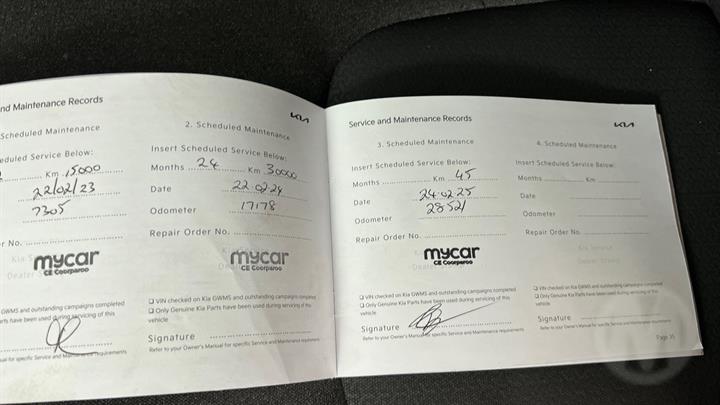 nd Maintenance Records
KIA
Scheduled Maintenance
eduled Service Below:
Km 15000
22/02/23
7305
r No.
mycar
CE Coorparoo
GWMS and outstanding campaigns completed
rts have been used during servicing of this
ual for specific Service and Maintenance requirements
2. Scheduled Maintenance
Insert Scheduled Service Below:
Months 24 Km 30000
Date 22.02.24
Odometer 17178
Repair Order No.
mycar
CE Coorparoo
❑ VIN checked on Kia GWMS and outstanding campaigns completed
❑ Only Genuine Kia Parts have been used during servicing of this
vehicle
Signature
Refer to your Owner's Manual for specific Service and Maintenance requirements
Service and Maintenance Records
KIA
3. Scheduled Maintenance
Insert Scheduled Service Below:
Months Km 45
Date 24.02.25
Odometer 28521
Repair Order No.
mycar
CE Coorparoo
❑ VIN checked on Kia GWMS and outstanding campaigns completed
❑ Only Genuine Kia Parts have been used during servicing of this
vehicle
Signature
Refer to your Owner's Manual for specific Service and Maintenance requirements
4. Scheduled Maintenance
Insert Scheduled Service Below:
Months Km
Date
Odometer
Repair Order No.
Kia Service
Dealer Stamp
❑ VIN checked on Kia GWMS and outstanding campaigns completed
❑ Only Genuine Kia Parts have been used during servicing of this
vehicle
Signature
Refer to your Owner's Manual for specific Service and Maintenance requirements
Page 35